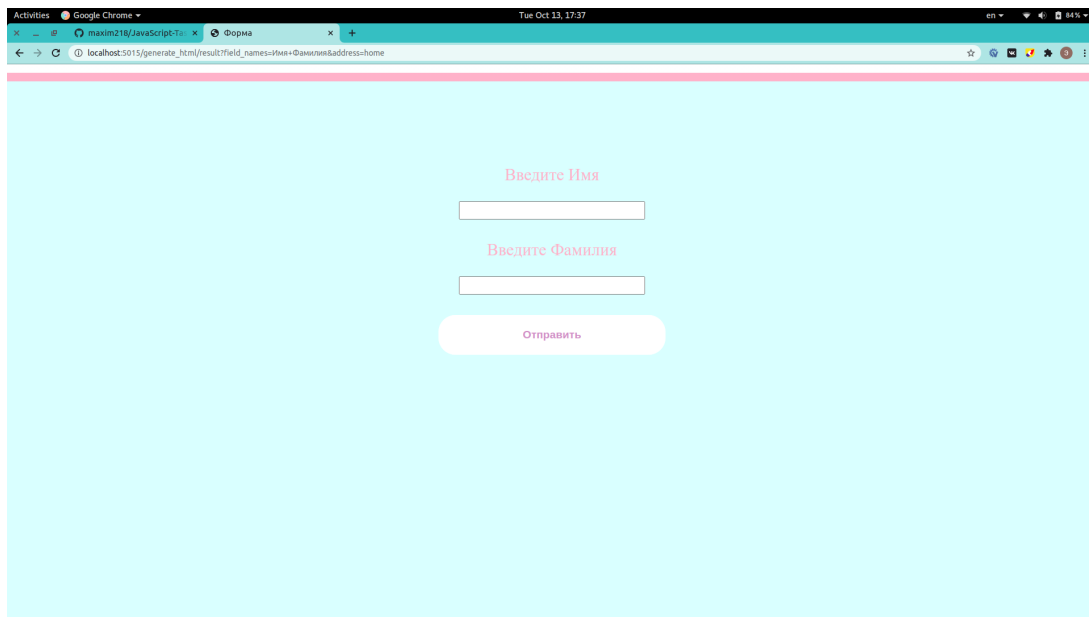 Activities Google Chrome Tue Oct 13, 17:37 en 84%
maxim218/JavaScript-Tas Форма
localhost:5015/generate_html/result?field_names=Имя+Фамилия&address=home
Введите Имя
Введите Фамилия
Отправить